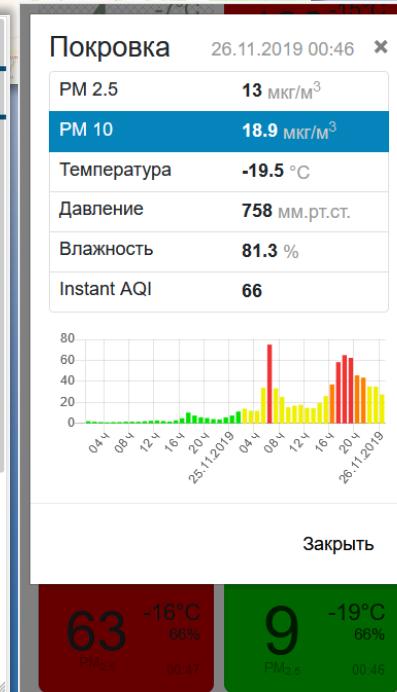 -7°C
Покровка 26.11.2019 00:46 ×
PM 2.5 13 мкг/м³
PM 10 18.9 мкг/м³
Температура -19.5 °C
Давление 758 мм.рт.ст.
Влажность 81.3 %
Instant AQI 66
80
60
40
20
0
04 ч 08 ч 12 ч 16 ч 20 ч 25.11.2019 04 ч 08 ч 12 ч 16 ч 20 ч 26.11.2019
Закрыть
63 -16°C 9 -19°C
66% 66%
PM2.5 00:47 PM2.5 00:46